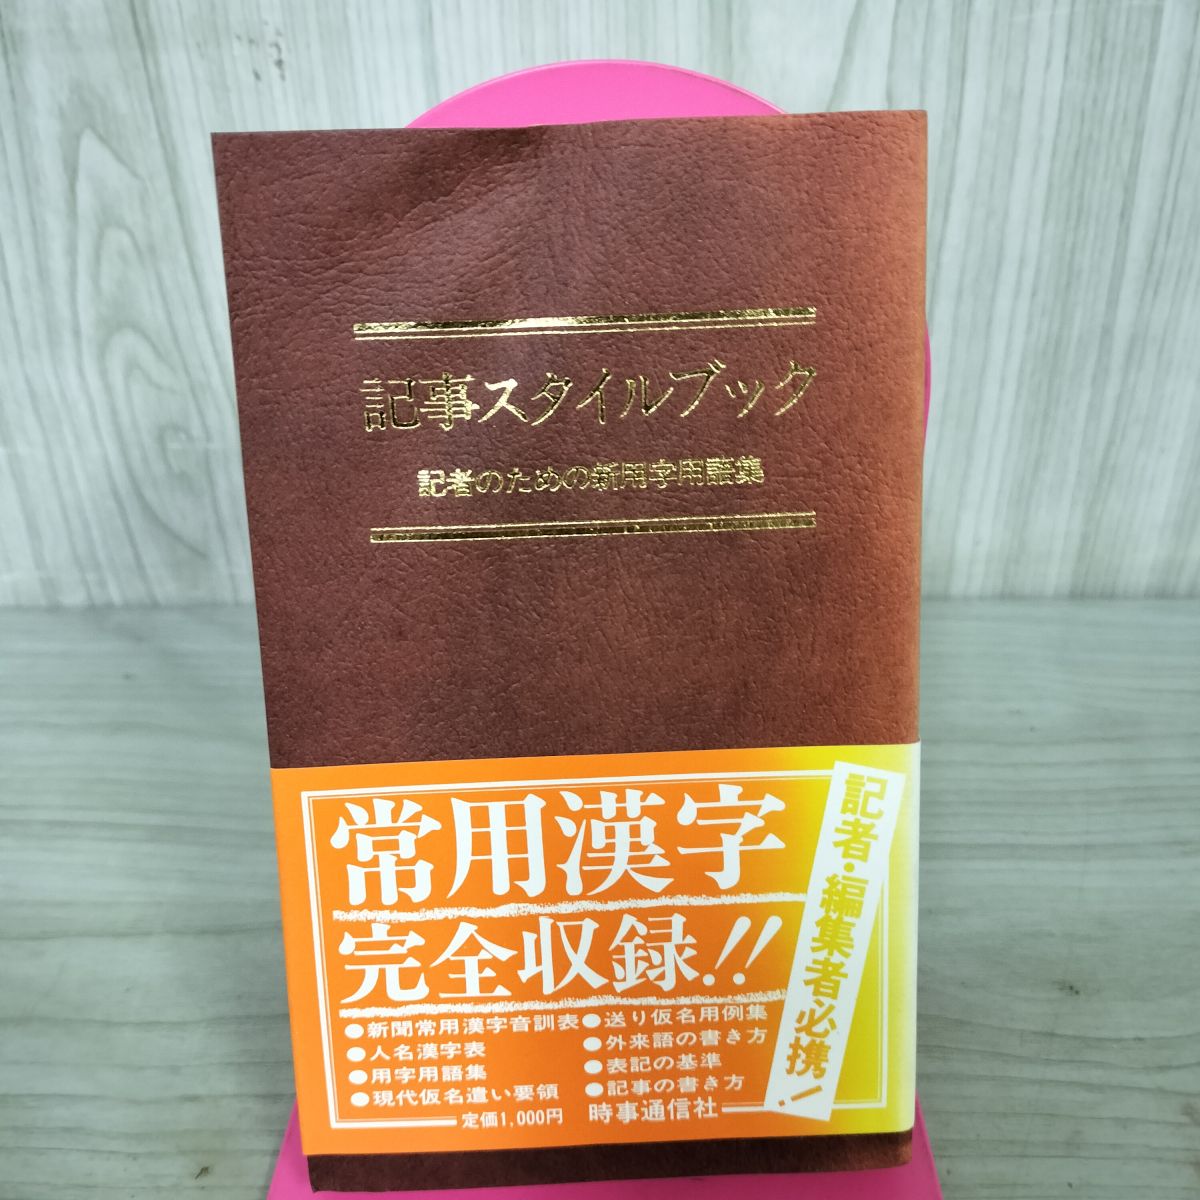 記事スタイルブック
記者のための新用字用語集
常用漢字
完全収録!!
●新聞常用漢字音訓表
●人名漢字表
●用字用語集
●現代仮名遣い要領
●送り仮名用例集
●外来語の書き方
●表記の基準
●記事の書き方
定価1,000円
時事通信社
記者・編集者必携!